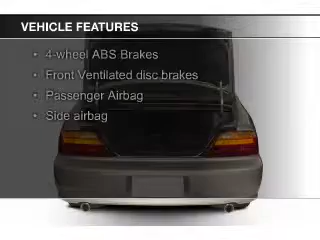 VEHICLE FEATURES
• 4-wheel ABS Brakes
• Front Ventilated disc brakes
• Passenger Airbag
• Side airbag